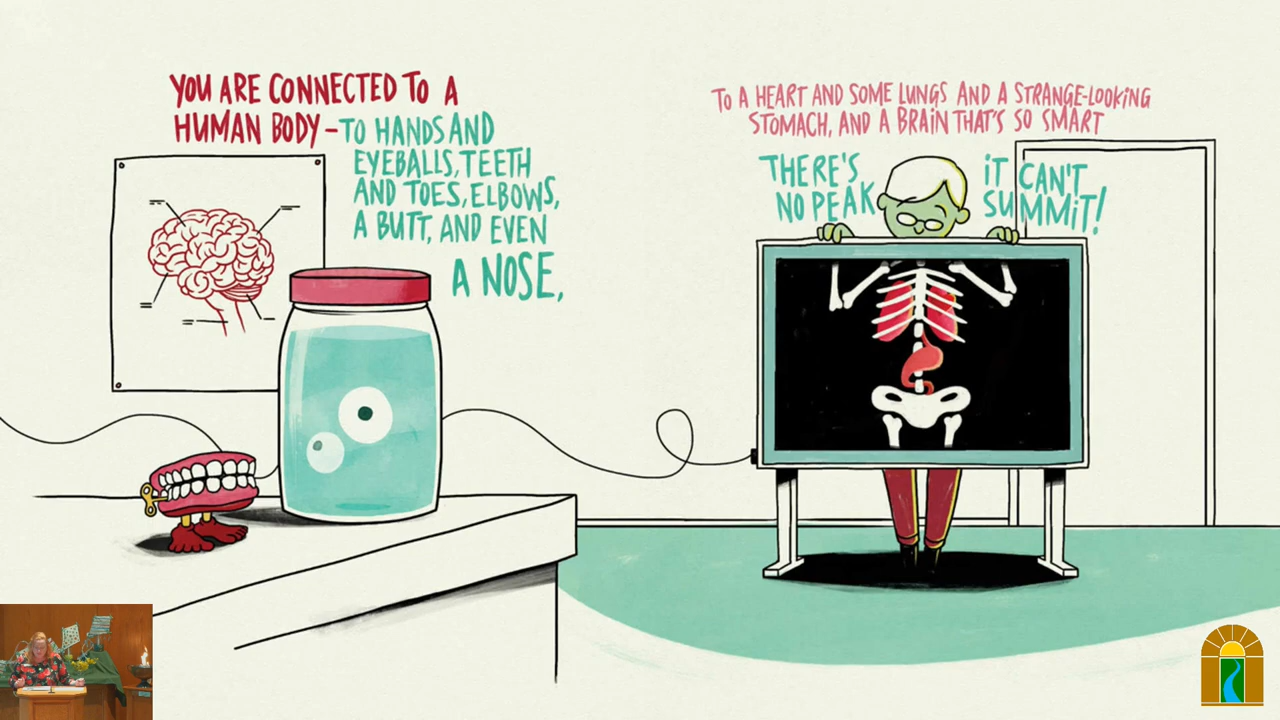 YOU ARE CONNECTED TO A
HUMAN BODY – TO HANDS AND
EYEBALLS, TEETH
AND TOES, ELBOWS,
A BUTT, AND EVEN
A NOSE,
TO A HEART AND SOME LUNGS AND A STRANGE-LOOKING
STOMACH, AND A BRAIN THAT'S SO SMART
THERE'S IT CAN'T
NO PEAK SUMMIT!